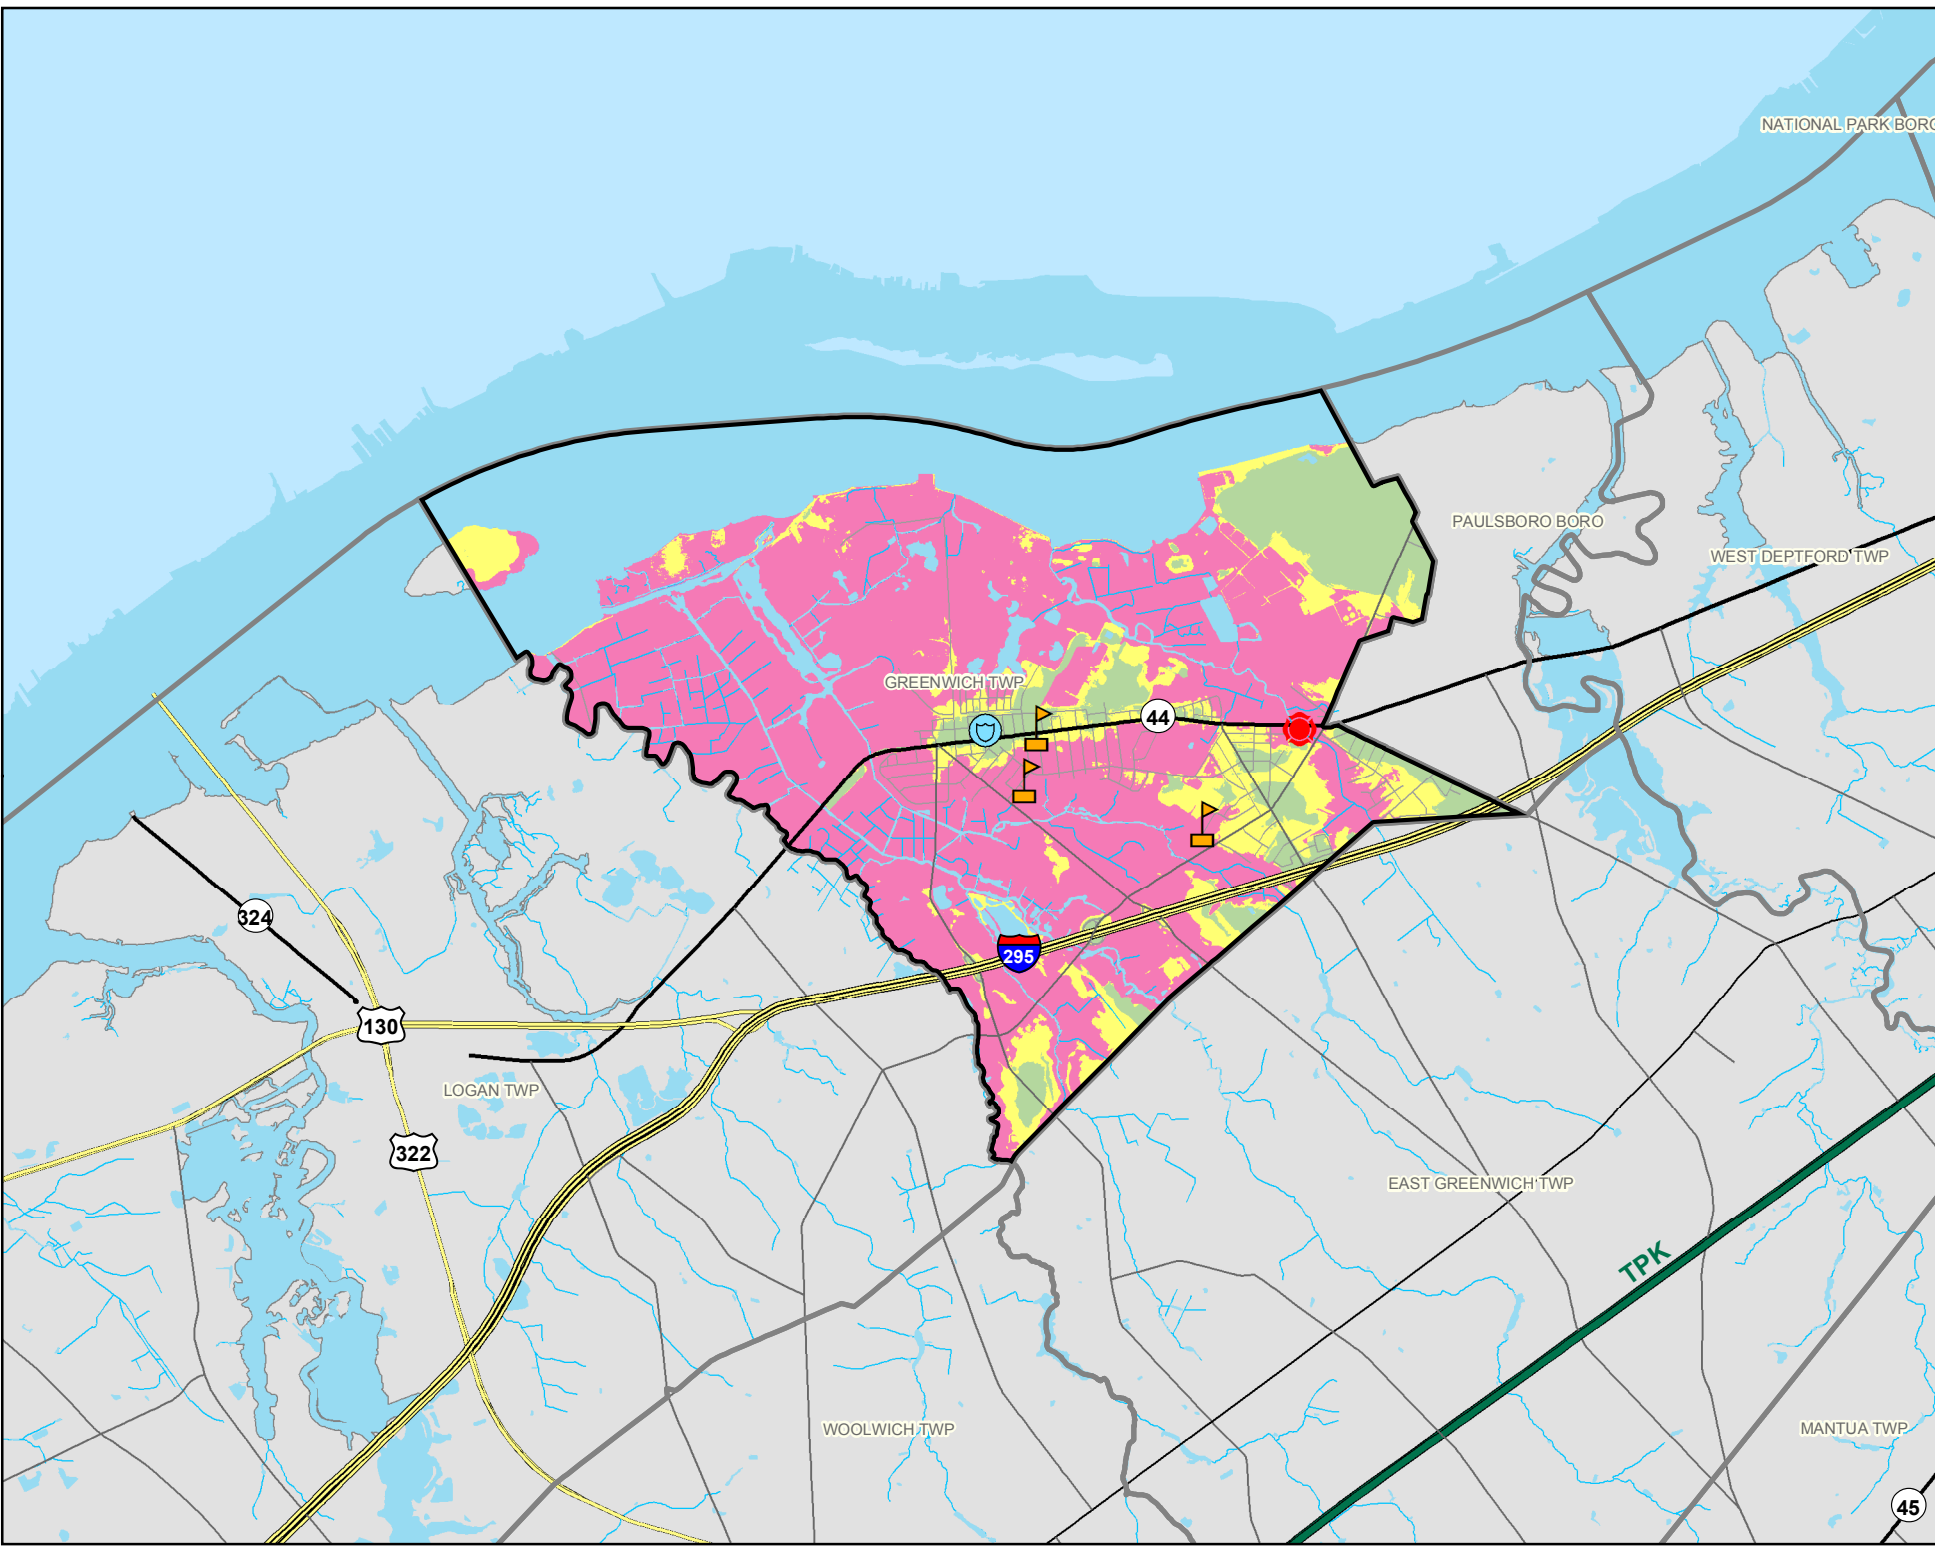 NATIONAL PARK BORO
PAULSBORO BORO
WEST DEPTFORD TWP
GREENWICH TWP
44
324
295
130
LOGAN TWP
322
EAST GREENWICH TWP
TPK
WOOLWICH TWP
MANTUA TWP
45